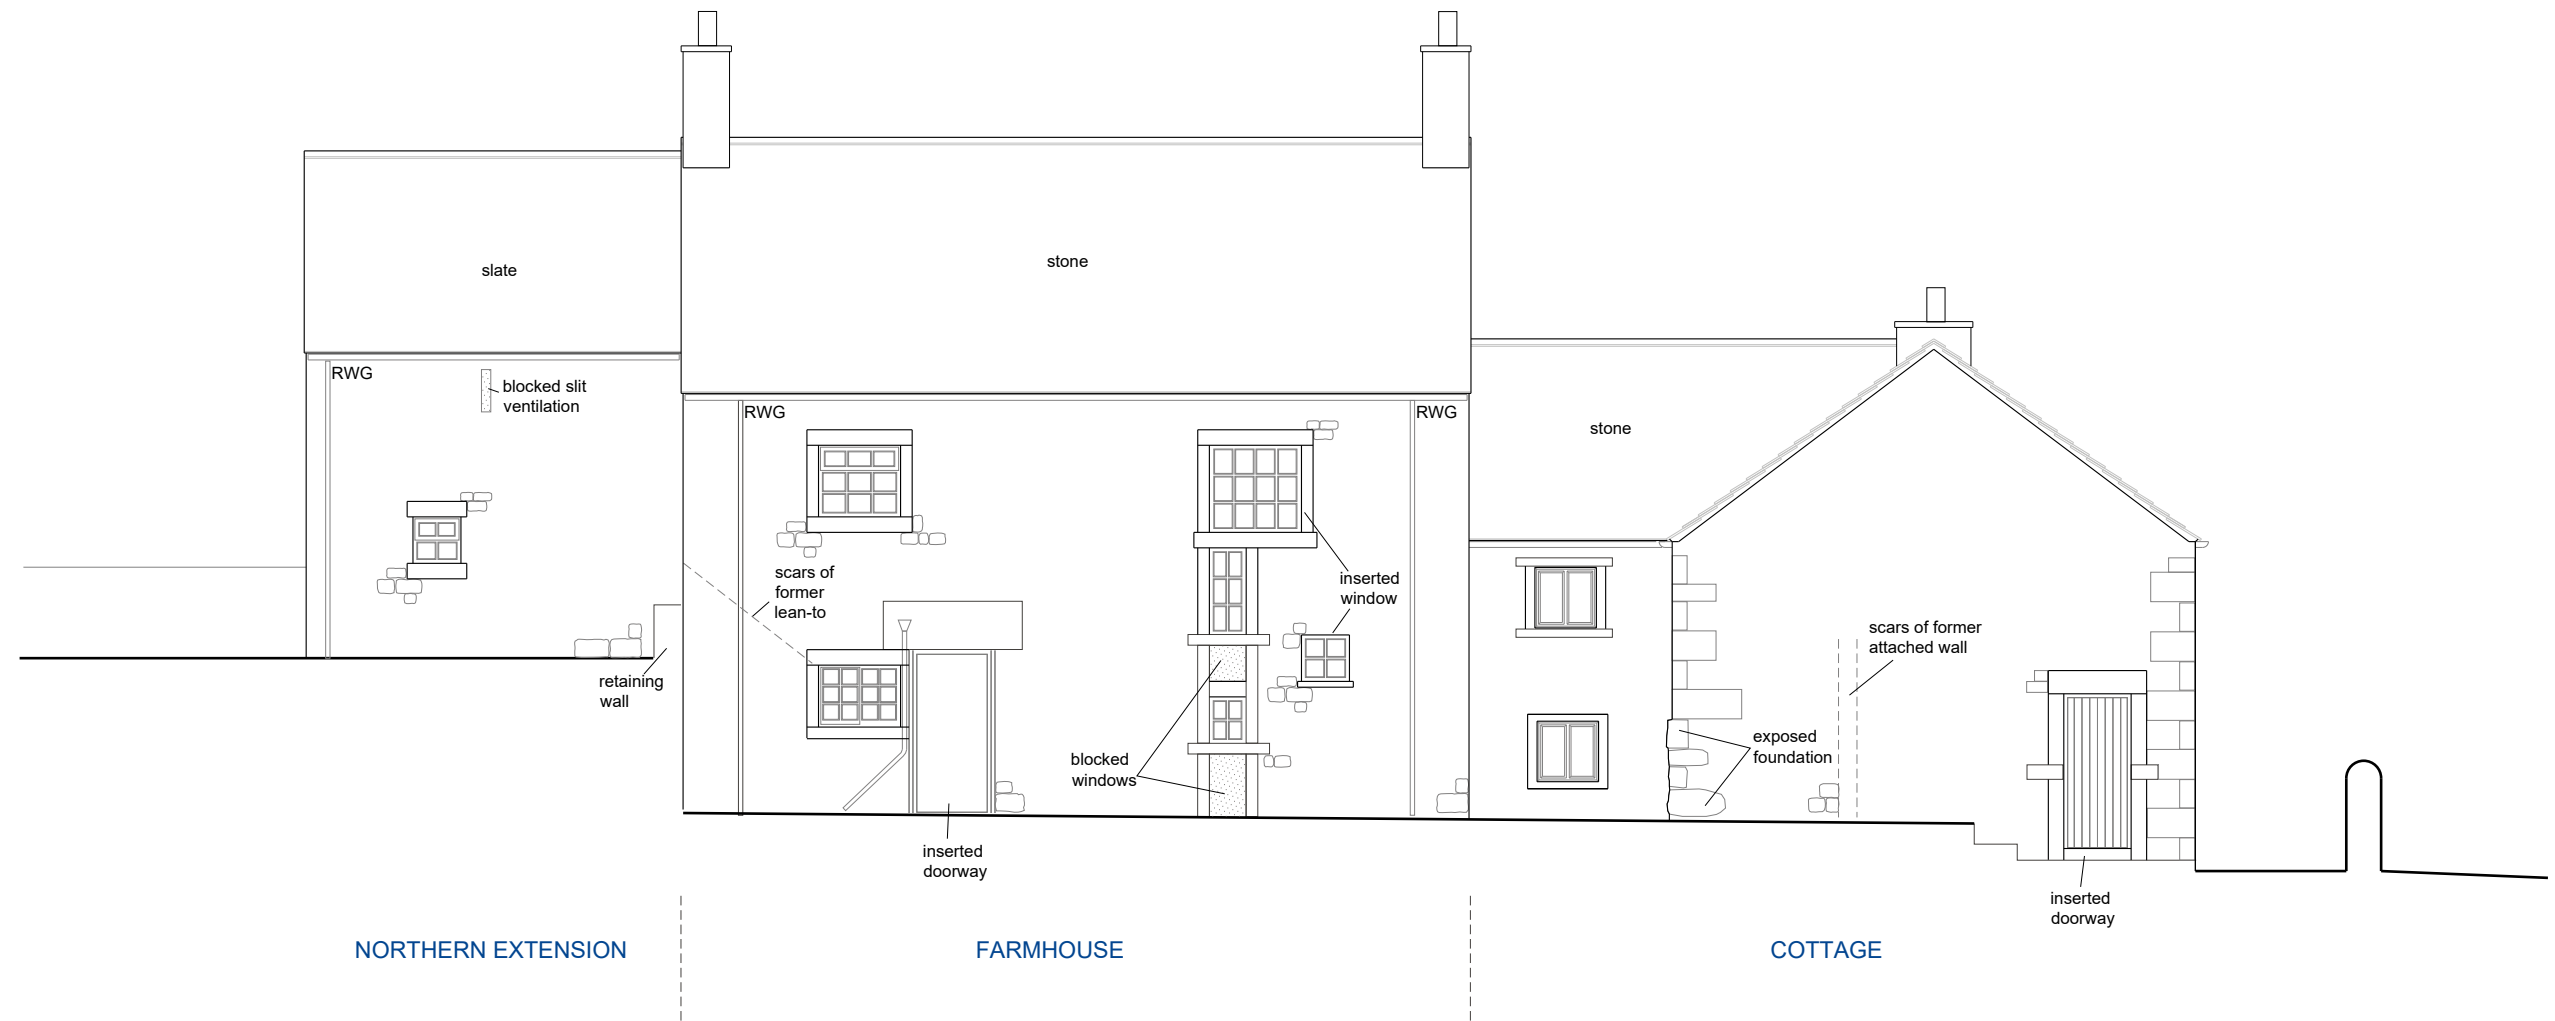 slate
stone
RWG
blocked slit
ventilation
RWG
RWG
stone
scars of
former
lean-to
inserted
window
scars of former
attached wall
retaining
wall
blocked
windows
exposed
foundation
inserted
doorway
inserted
doorway
NORTHERN EXTENSION
FARMHOUSE
COTTAGE